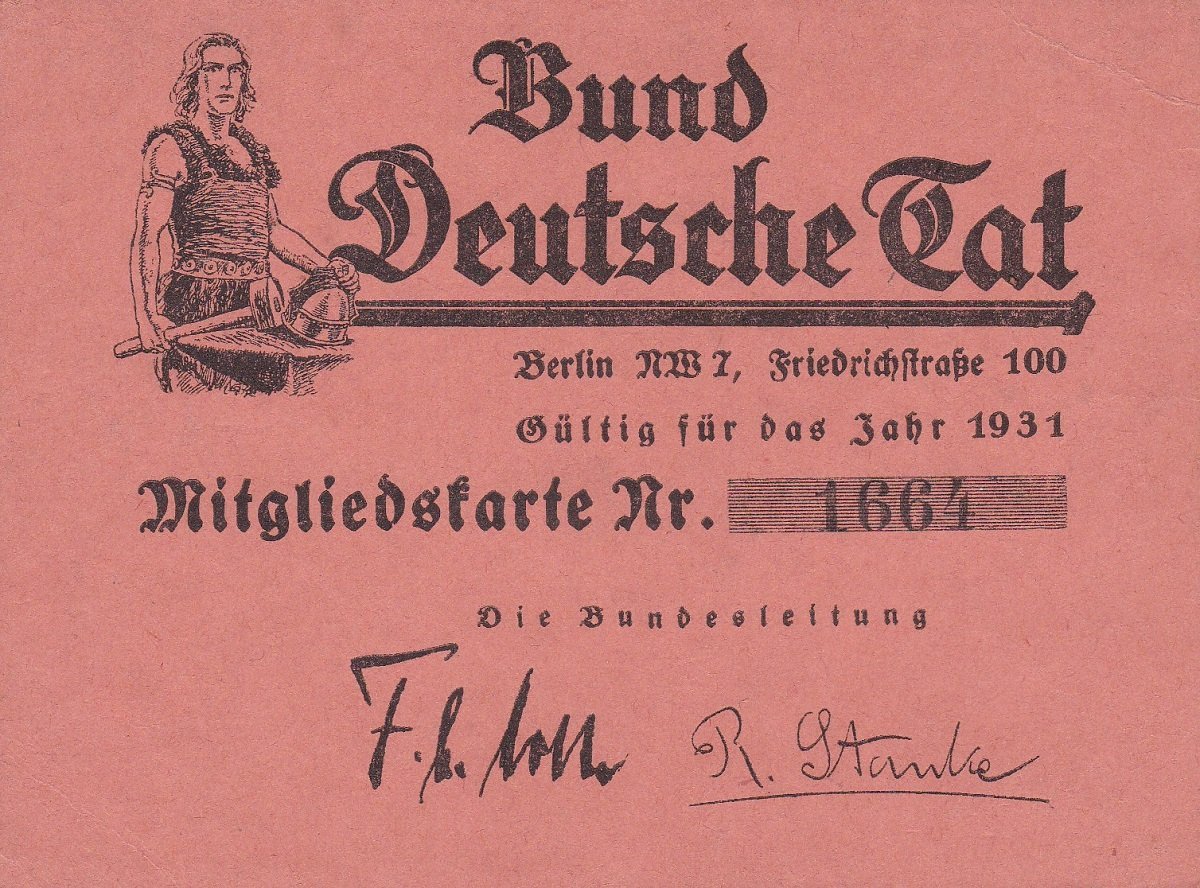 Bund
Deutsche Tat
Berlin NW 7, Friedrichstraße 100
Gültig für das Jahr 1931
Mitgliedskarte Nr. 1664
Die Bundesleitung
R. Stanke